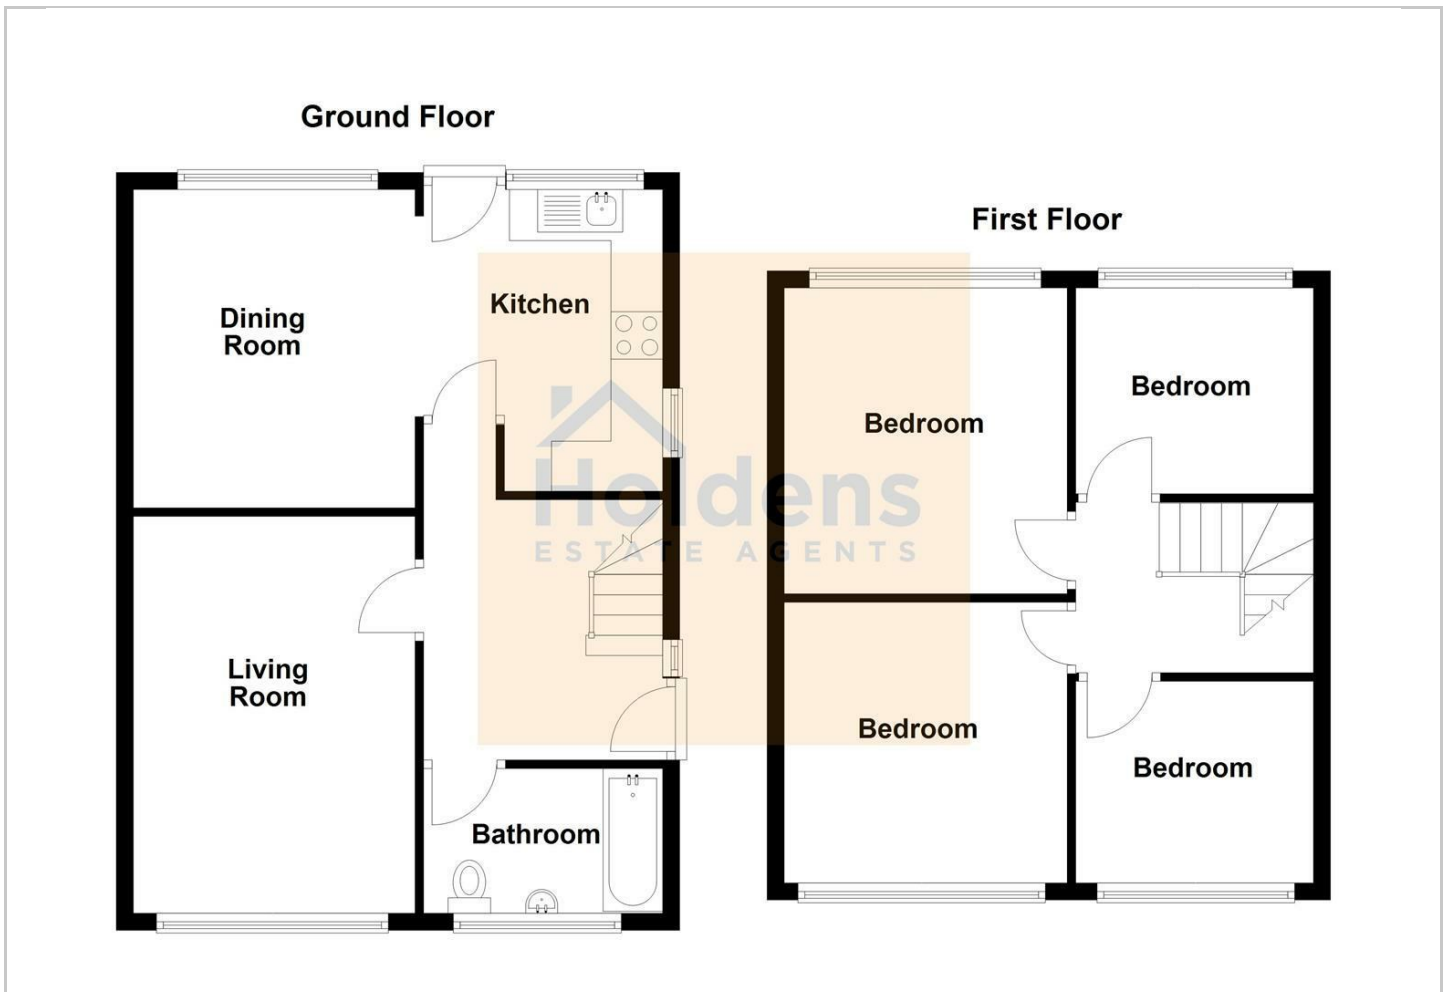 Ground Floor
First Floor
Dining
Room
Kitchen
Bedroom
Bedroom
Holdens
ESTATE AGENTS
Living
Room
Bedroom
Bedroom
Bathroom